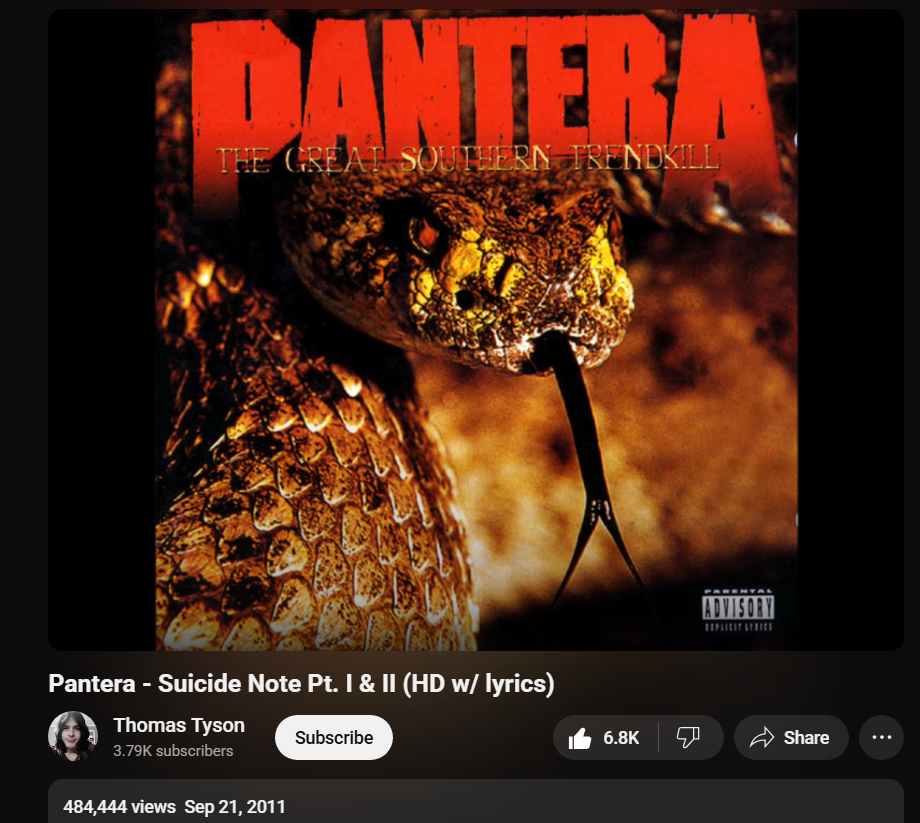 PANTERA
THE GREAT SOUTHERN TRENDKILL
PARENTAL
ADVISORY
EXPLICIT LYRICS
Pantera - Suicide Note Pt. I & II (HD w/ lyrics)
Thomas Tyson
3.79K subscribers
Subscribe
6.8K
Share
484,444 views Sep 21, 2011